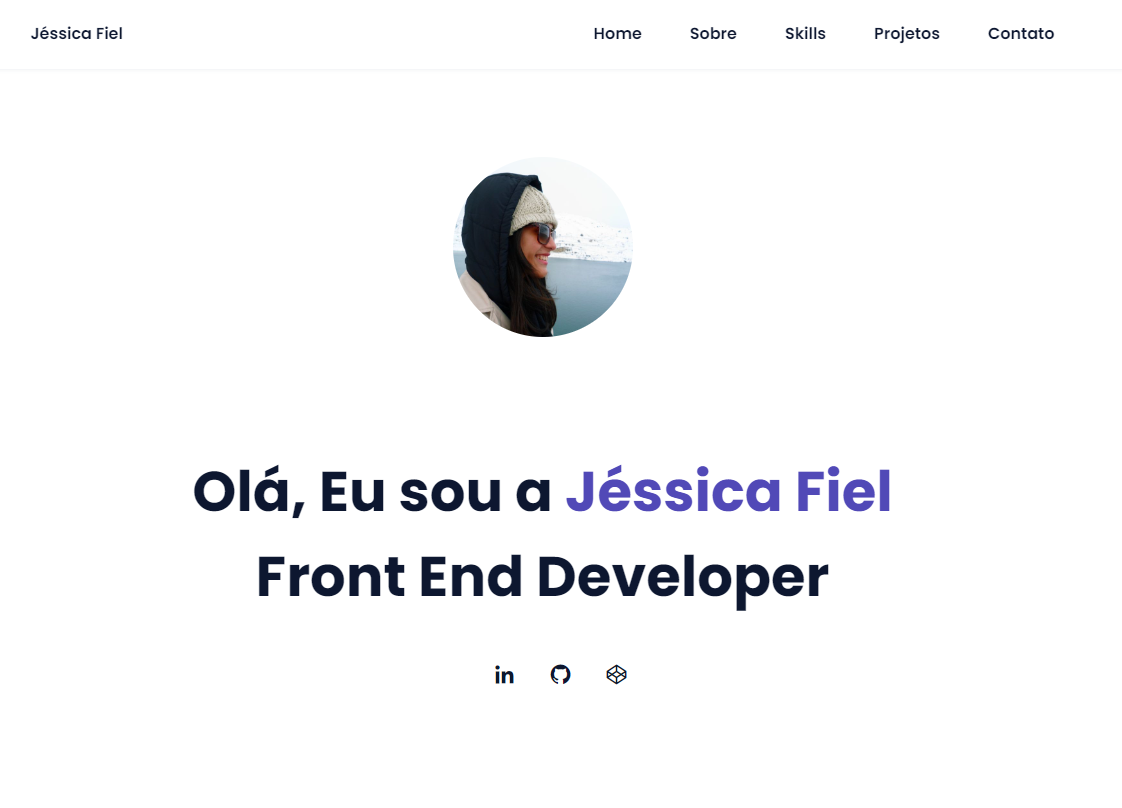 Jéssica Fiel
Home Sobre Skills Projetos Contato
Olá, Eu sou a Jéssica Fiel
Front End Developer
in